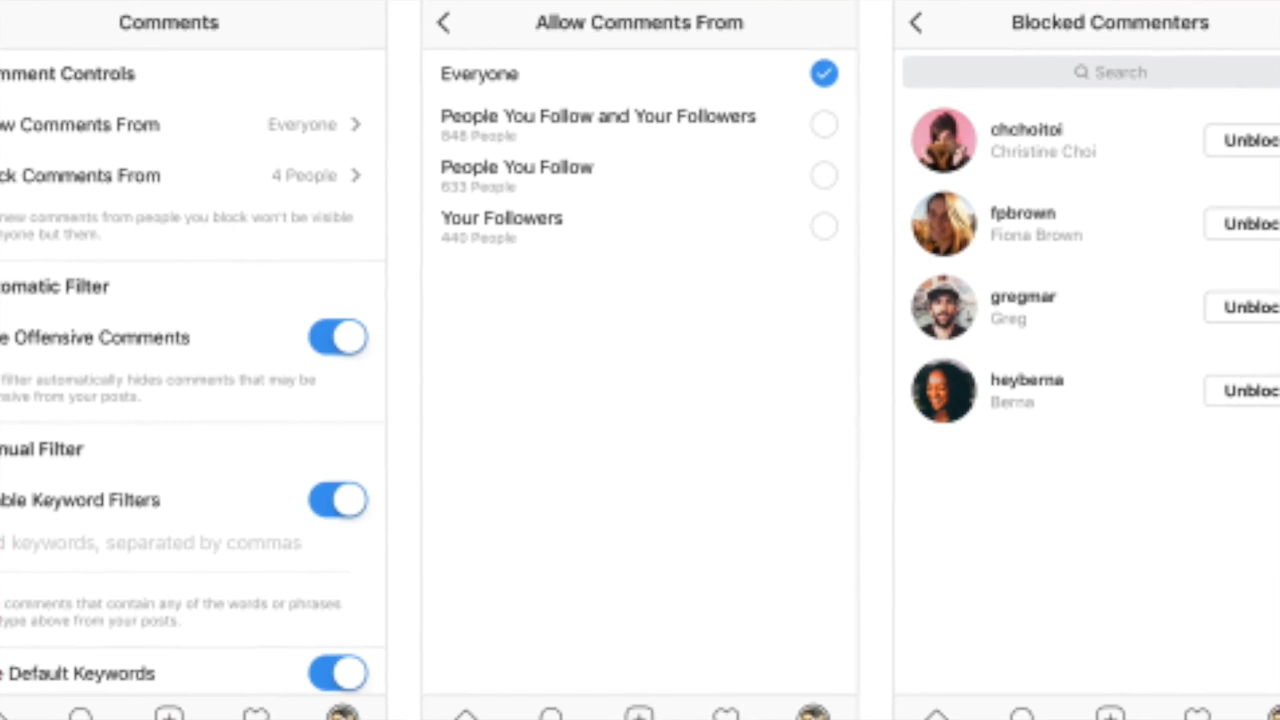 Comments
mment Controls
w Comments From
Everyone
ck Comments From
4 People
new comments from people you block won't be visible
yone but them.
omatic Filter
e Offensive Comments
filter automatically hides comments that may be
nsive from your posts.
nual Filter
ble Keyword Filters
d keywords, separated by commas
comments that contain any of the words or phrases
type above from your posts.
e Default Keywords
Allow Comments From
Everyone
People You Follow and Your Followers
848 People
People You Follow
633 People
Your Followers
440 People
Blocked Commenters
Search
chchoitoi
Christine Choi
Unbloc
fpbrown
Fiona Brown
Unbloc
gregmar
Greg
Unbloc
heyberna
Berna
Unbloc